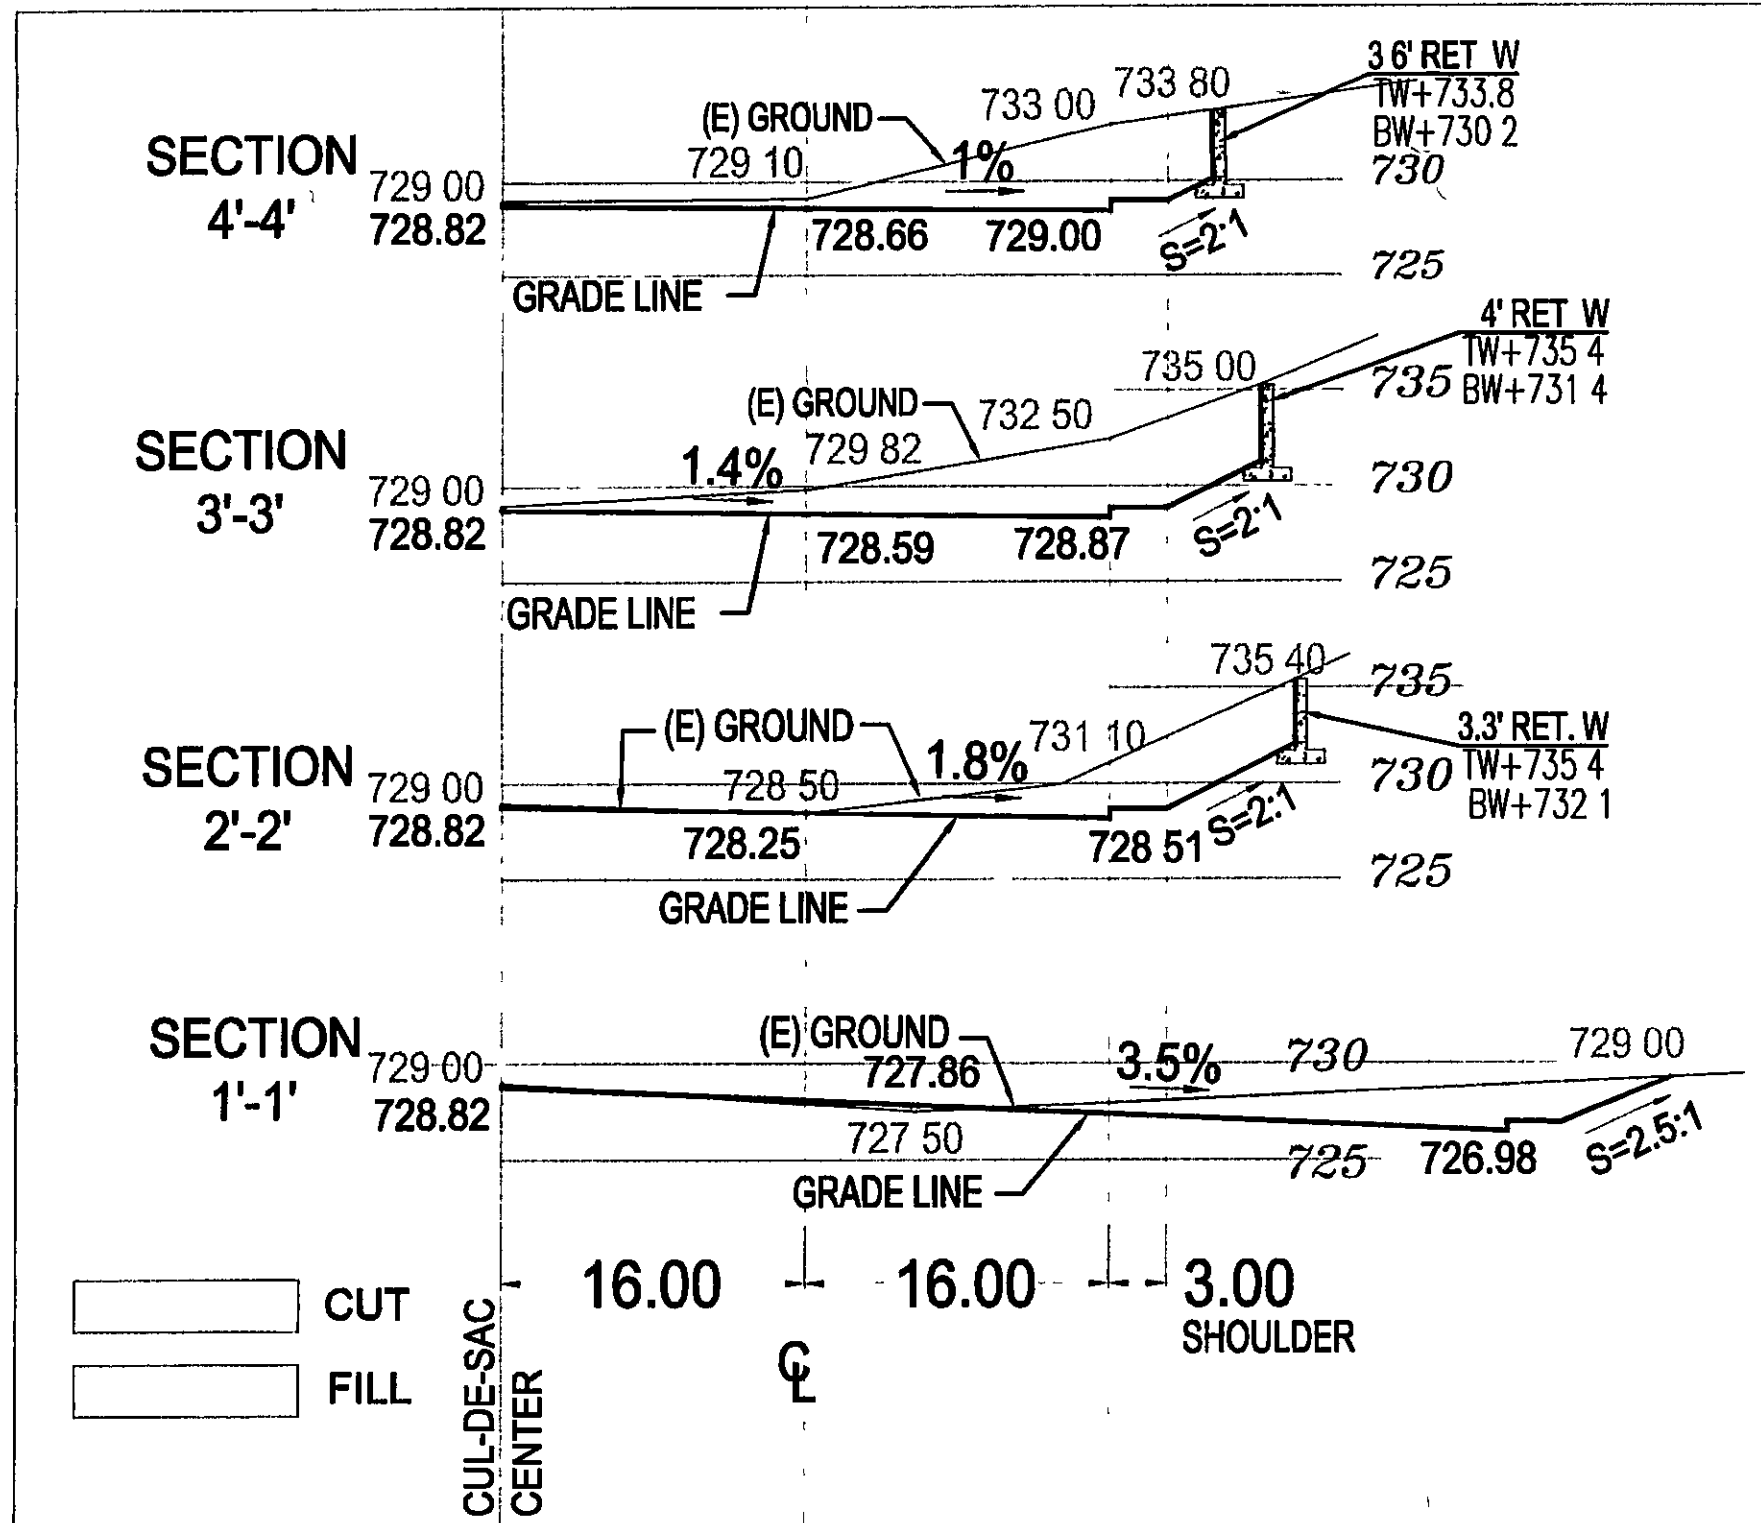 3 6' RET W
TW+733.8
BW+730 2
733 80
733 00
(E) GROUND
729 10
1%
730
SECTION
4'-4'
729 00
728.82
728.66
729.00
S=2:1
725
GRADE LINE
4' RET W
TW+735 4
BW+731 4
735 00
735
(E) GROUND
732 50
729 82
SECTION
3'-3'
1.4%
730
729 00
728.82
728.59
728.87
S=2:1
725
GRADE LINE
735 40
735
(E) GROUND
731 10
3.3' RET. W
TW+735 4
BW+732 1
SECTION
2'-2'
1.8%
730
729 00
728 50
728.82
728.25
728 51
S=2:1
725
GRADE LINE
SECTION
1'-1'
(E) GROUND
729 00
727.86
3.5%
730
729 00
728.82
727 50
725
726.98
S=2.5:1
GRADE LINE
16.00
16.00
3.00
SHOULDER
CUT
FILL
CUL-DE-SAC
CENTER
CL